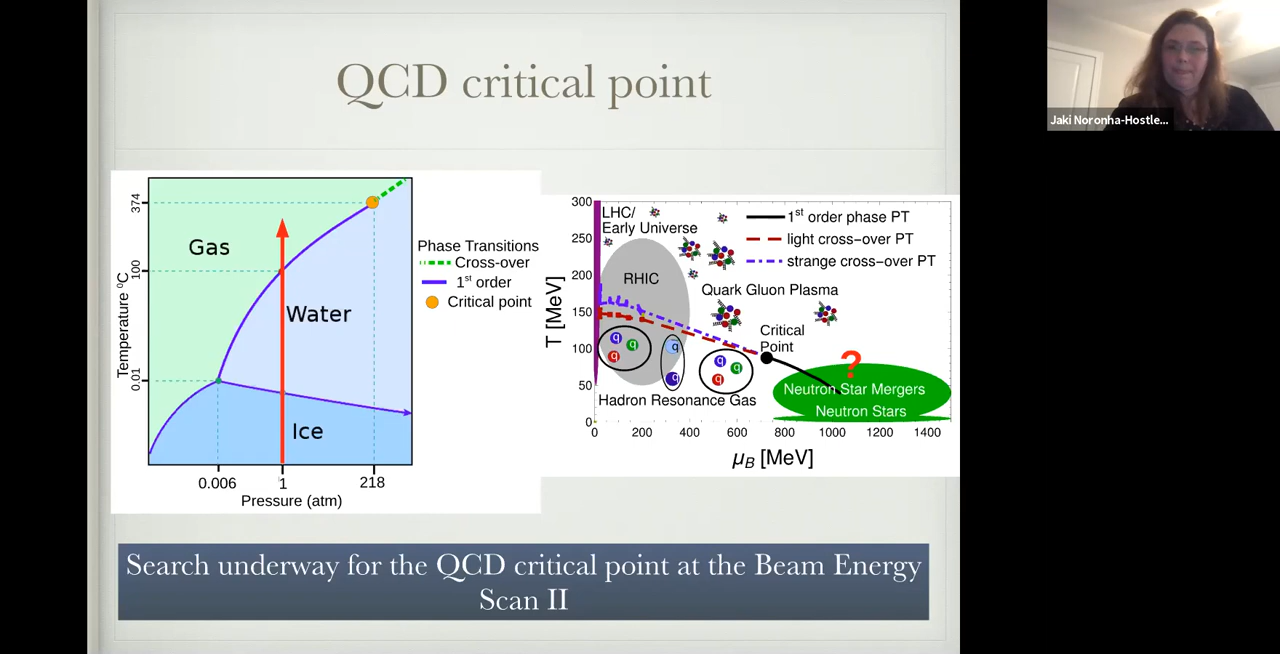 QCD critical point
Jaki Noronha-Hostle...
374
100
0.01
Temperature °C
Gas
Water
Ice
0.006
1
218
Pressure (atm)
Phase Transitions
Cross-over
1st order
Critical point
300
250
200
150
100
50
0
T [MeV]
LHC/
Early Universe
RHIC
1st order phase PT
light cross-over PT
strange cross-over PT
Quark Gluon Plasma
Critical
Point
q
q
q
q
q
q
q
q
Hadron Resonance Gas
?
Neutron Star Mergers
Neutron Stars
0
200
400
600
800
1000
1200
1400
μB [MeV]
Search underway for the QCD critical point at the Beam Energy
Scan II